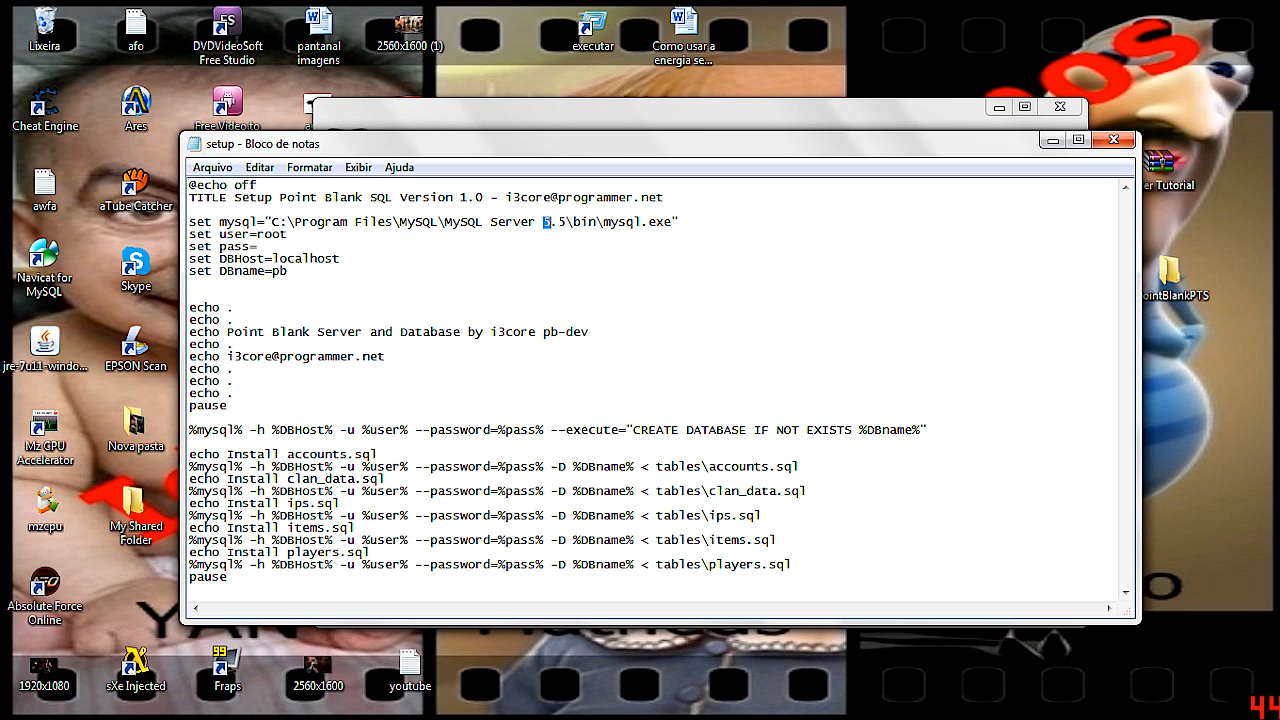 Lixeira
afo
DVDVideoSoft
Free Studio
pantanal
imagens
2560x1600 (1)
executar
Como usar a
energia se...
Cheat Engine
Ares
Free Video to
awfa
aTube Catcher
Navicat for
MySQL
Skype
jre-7u11-windo...
EPSON Scan
Mz CPU
Accelerator
Nova pasta
mzcpu
My Shared
Folder
Absolute Force
Online
1920x1080
sXe Injected
99
Fraps
2560x1600
youtube
er Tutorial
ointBlankPTS
OS
44
setup - Bloco de notas
Arquivo Editar Formatar Exibir Ajuda
@echo off
TITLE Setup Point Blank SQL Version 1.0 - i3core@programmer.net
set mysql="C:\Program Files\MySQL\MySQL Server 5.5\bin\mysql.exe"
set user=root
set pass=
set DBHost=localhost
set DBname=pb
echo .
echo .
echo Point Blank Server and Database by i3core pb-dev
echo .
echo i3core@programmer.net
echo .
echo .
echo .
pause
%mysql% -h %DBHost% -u %user% --password=%pass% --execute="CREATE DATABASE IF NOT EXISTS %DBname%"
echo Install accounts.sql
%mysql% -h %DBHost% -u %user% --password=%pass% -D %DBname% < tables\accounts.sql
echo Install clan_data.sql
%mysql% -h %DBHost% -u %user% --password=%pass% -D %DBname% < tables\clan_data.sql
echo Install ips.sql
%mysql% -h %DBHost% -u %user% --password=%pass% -D %DBname% < tables\ips.sql
echo Install items.sql
%mysql% -h %DBHost% -u %user% --password=%pass% -D %DBname% < tables\items.sql
echo Install players.sql
%mysql% -h %DBHost% -u %user% --password=%pass% -D %DBname% < tables\players.sql
pause